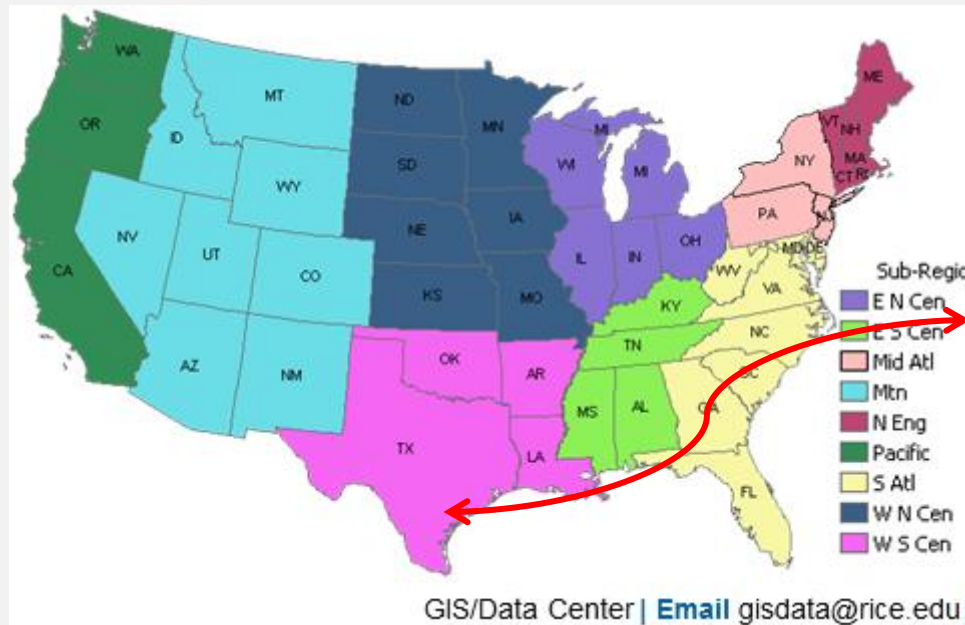 WA
OR
CA
MT
ID
WY
NV
UT
CO
AZ
NM
ND
SD
NE
KS
MN
IA
MO
OK
AR
TX
LA
WI
MI
MI
IL
IN
OH
KY
TN
MS
AL
ME
VT
NH
MA
CT
NY
PA
MD
DE
WV
VA
NC
FL
Sub-Regio
E N Cen
E S Cen
Mid Atl
Mtn
N Eng
Pacific
S Atl
W N Cen
W S Cen
GIS/Data Center | Email gisdata@rice.edu